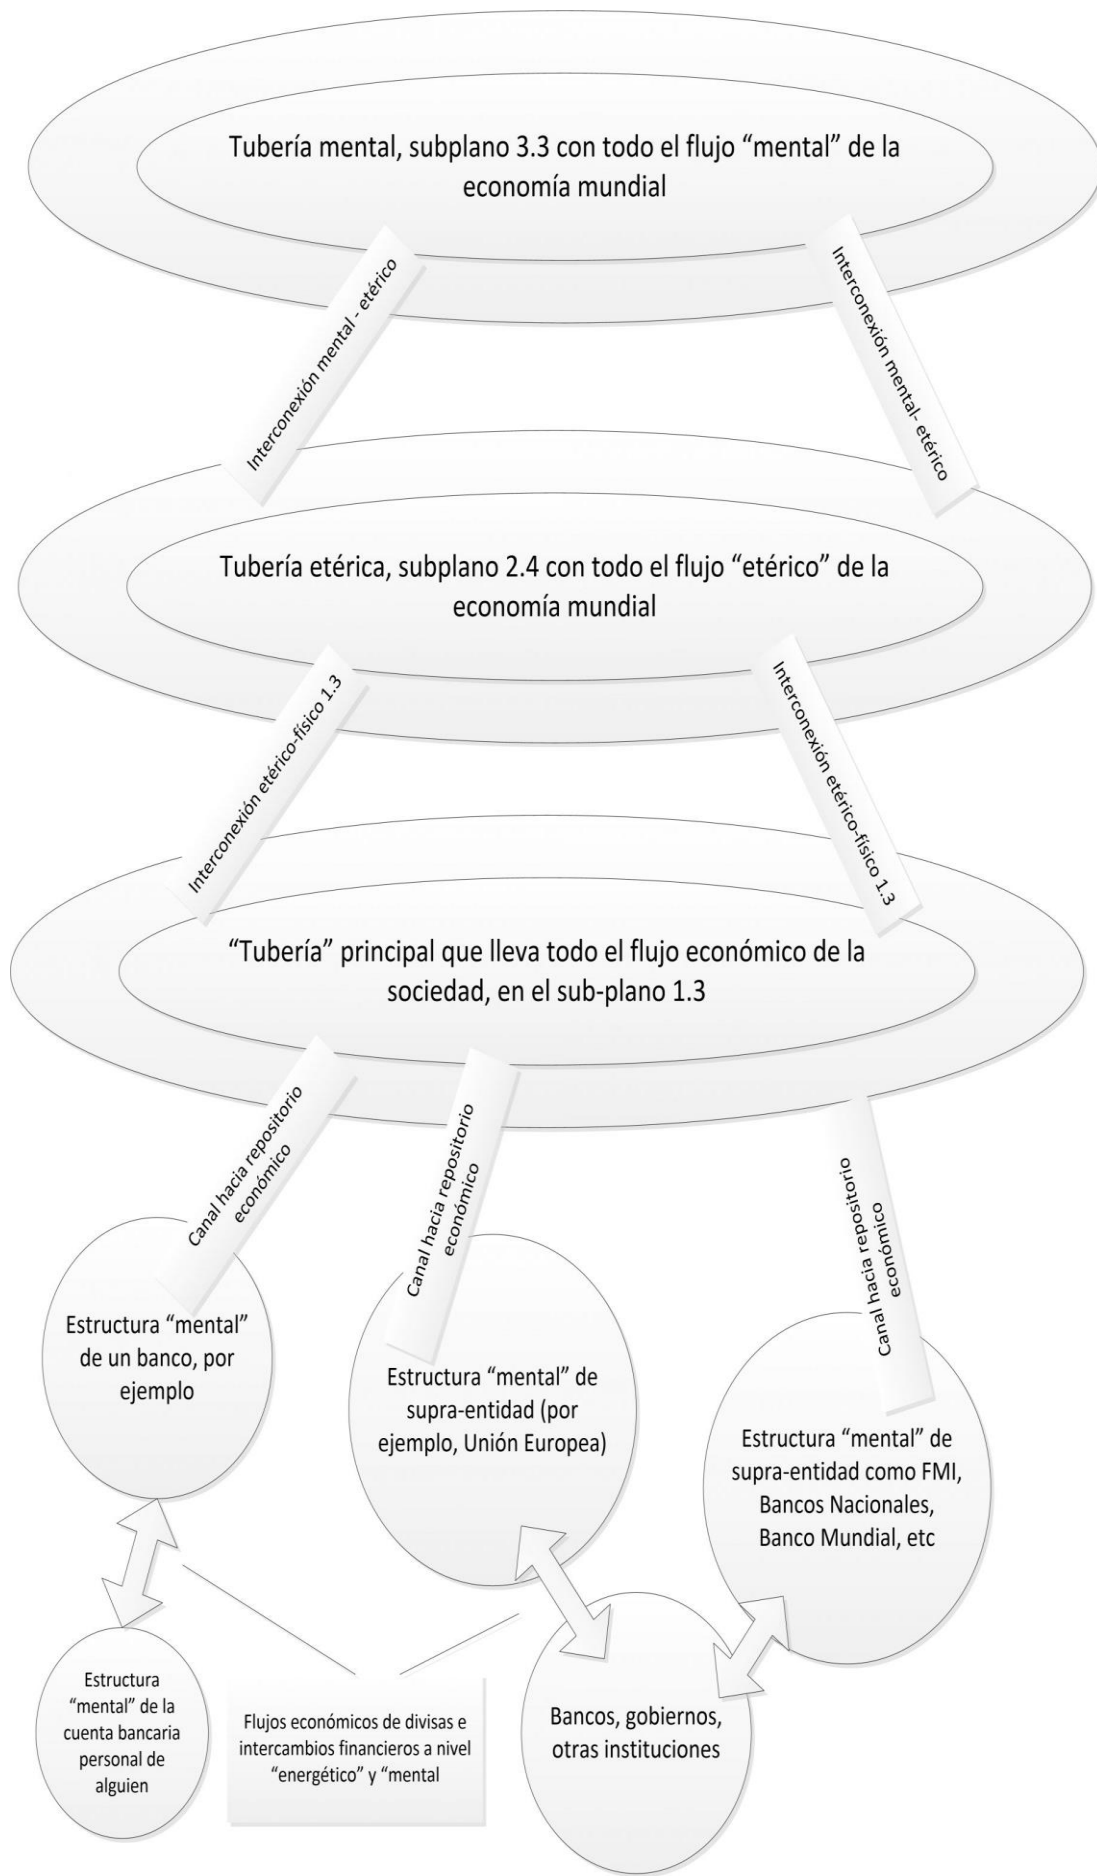 Tubería mental, subplano 3.3 con todo el flujo “mental” de la
economía mundial
Interconexión mental - etérico
Interconexión mental- etérico
Tubería etérica, subplano 2.4 con todo el flujo “etérico” de la
economía mundial
Interconexión etérico-físico 1.3
Interconexión etérico-físico 1.3
“Tubería” principal que lleva todo el flujo económico de la
sociedad, en el sub-plano 1.3
Canal hacia repositorio
económico
Canal hacia repositorio
económico
Canal hacia repositorio
económico
Estructura “mental”
de un banco, por
ejemplo
Estructura “mental” de
supra-entidad (por
ejemplo, Unión Europea)
Estructura “mental” de
supra-entidad como FMI,
Bancos Nacionales,
Banco Mundial, etc
Estructura
“mental” de la
cuenta bancaria
personal de
alguien
Flujos económicos de divisas e
intercambios financieros a nivel
“energético” y “mental
Bancos, gobiernos,
otras instituciones